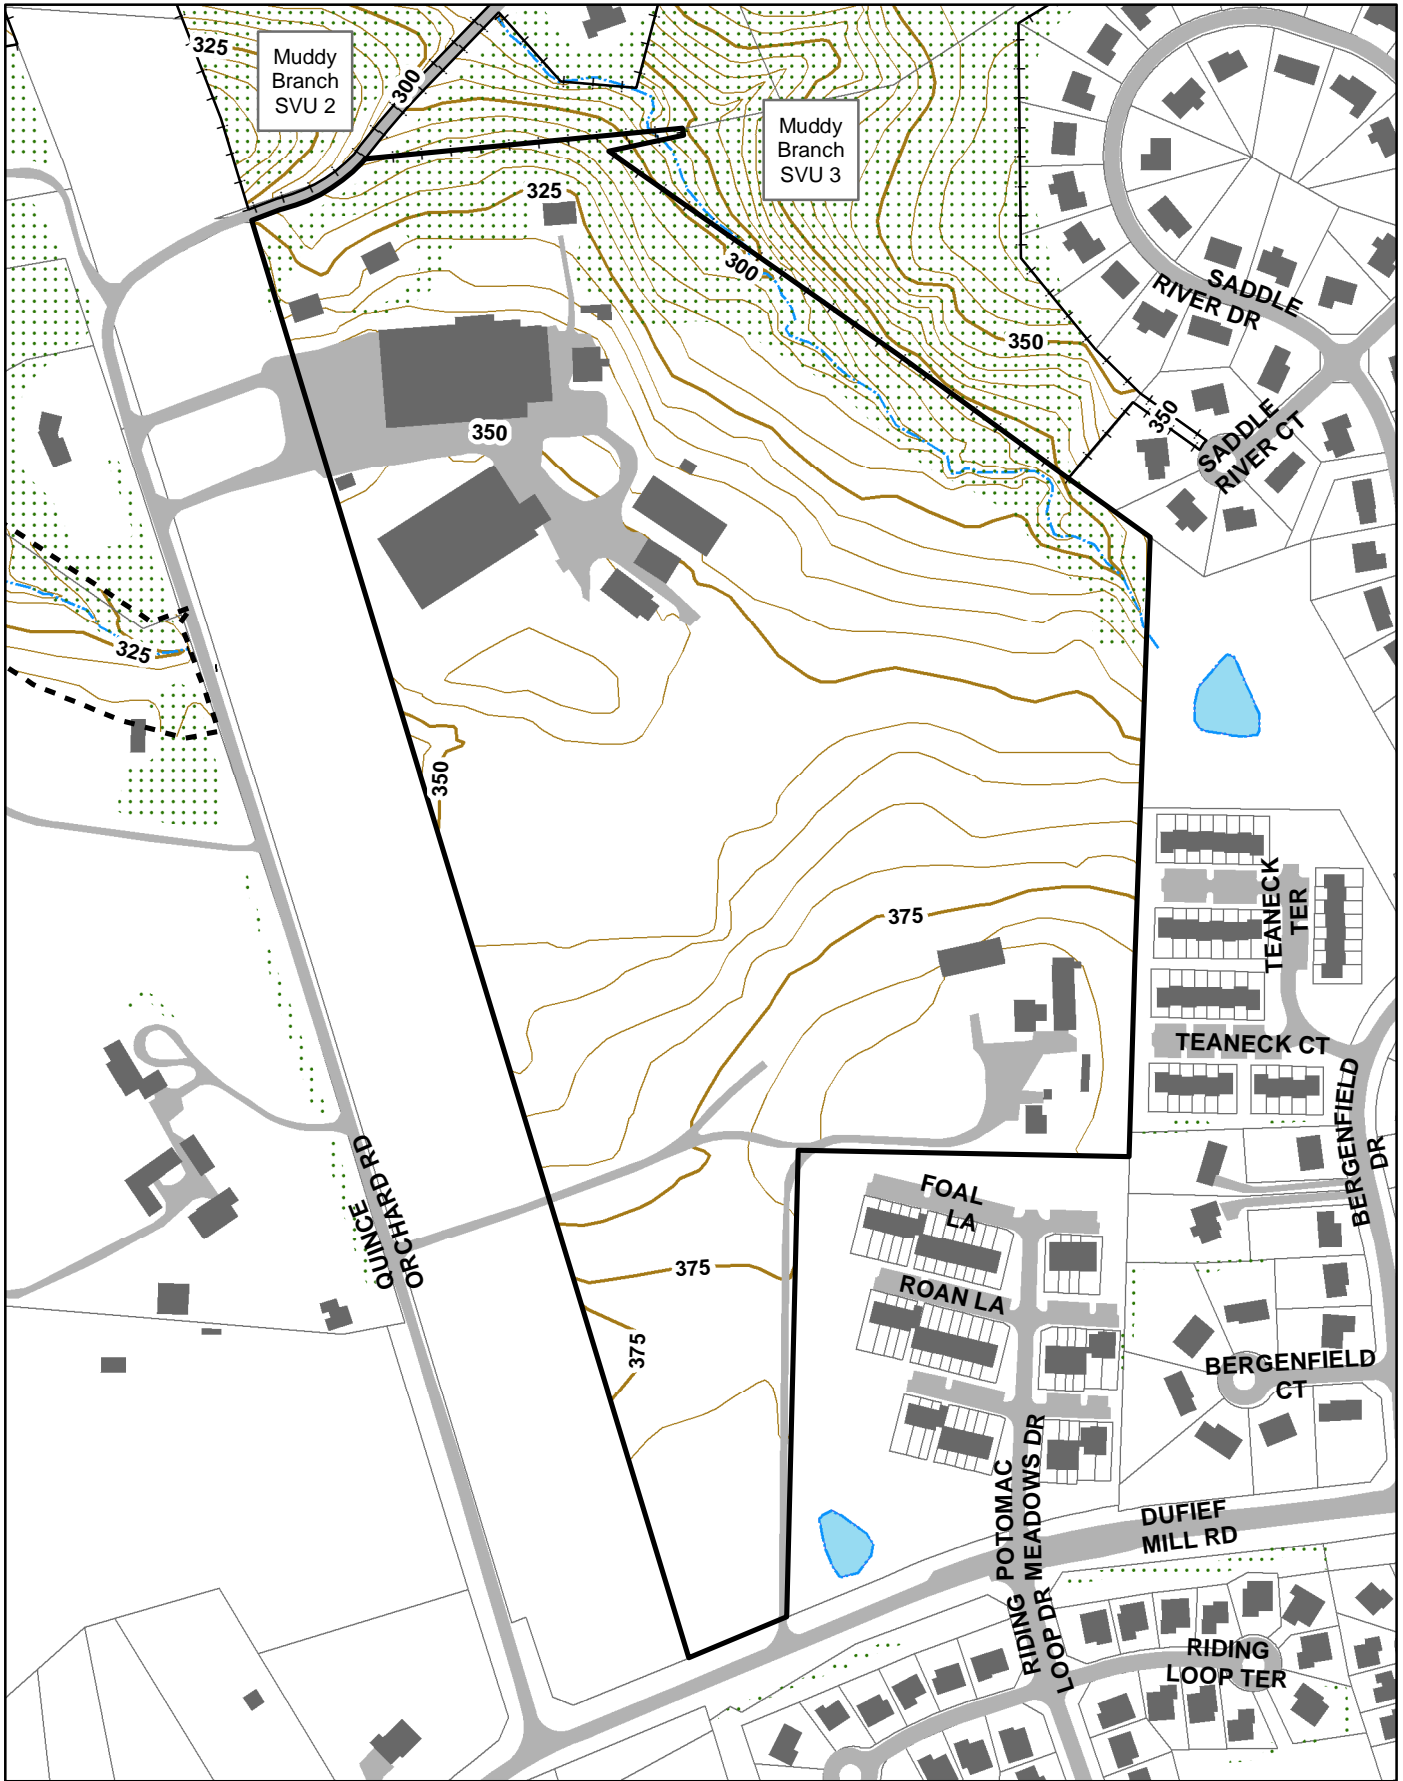 325
Muddy
Branch
SVU 2
300
Muddy
Branch
SVU 3
325
300
SADDLE
RIVER DR
350
350
SADDLE
RIVER CT
350
325
350
TEANECK
TER
375
TEANECK CT
BERGENFIELD
DR
QUINCE
ORCHARD RD
FOAL
LA
375
ROAN LA
375
BERGENFIELD
CT
POTOMAC
MEADOWS DR
DUFIEF
MILL RD
RIDING
LOOP DR
RIDING
LOOP TER